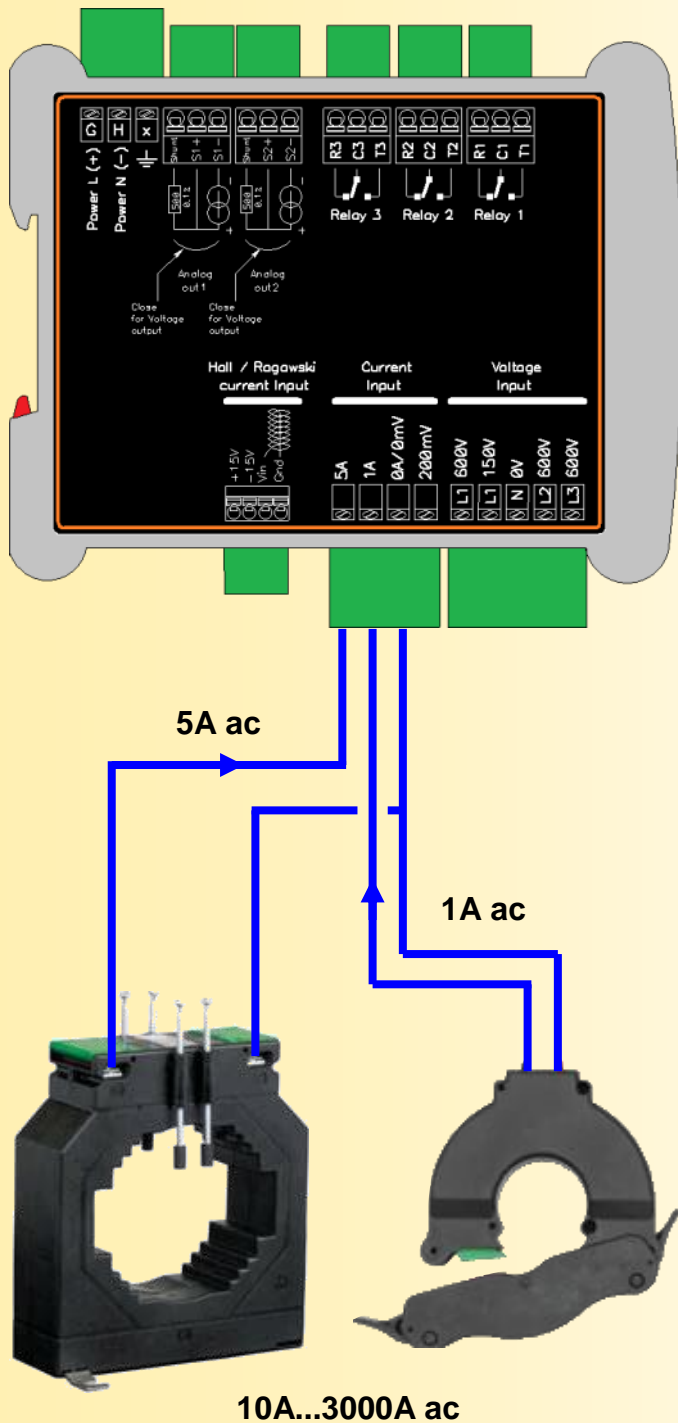 G H x
Power L (+)
Power N (-)
Shunt S1+ S1-
Shunt S2+ S2-
500
0.1%
500
0.1%
- +
- +
Analog
out 1
Analog
out 2
Close
for Voltage
output
Close
for Voltage
output
R3 C3 T3
Relay 3
R2 C2 T2
Relay 2
R1 C1 T1
Relay 1
Hall / Rogowski
current Input
+15V
-15V
Vin
Gnd
Current
Input
5A
1A
0A/0mV
200mV
Voltage
Input
L1 600V
L1 150V
N 0V
L2 600V
L3 600V
5A ac
1A ac
10A...3000A ac